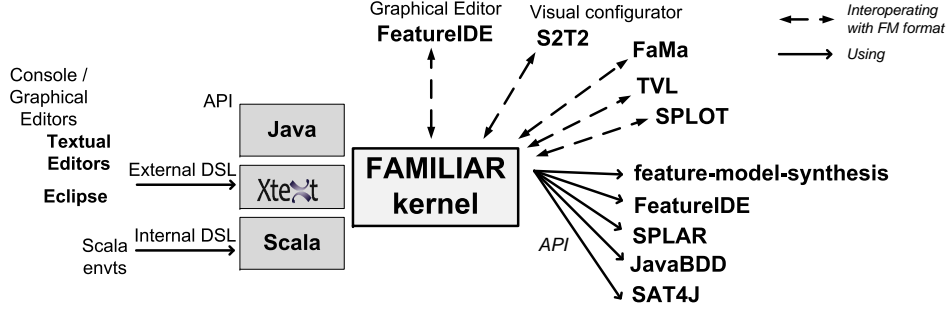 Graphical Editor
FeatureIDE
Visual configurator
S2T2
Interoperating
with FM format
Using
FaMa
TVL
SPLOT
Console /
Graphical
Editors
Textual
Editors
Eclipse
API
Java
External DSL
Xtext
Internal DSL
Scala
Scala
envts
FAMILIAR
kernel
API
feature-model-synthesis
FeatureIDE
SPLAR
JavaBDD
SAT4J